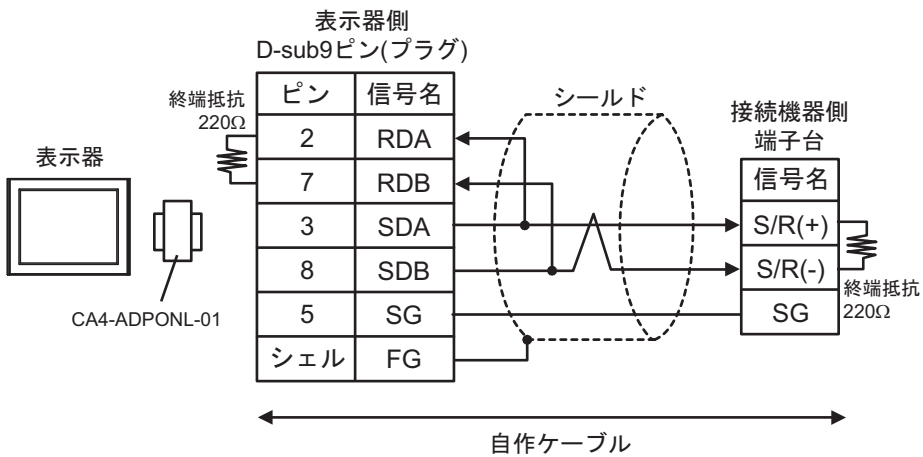 表示器側
D-sub9ピン(プラグ)
終端抵抗
220Ω
ピン 信号名
2 RDA
7 RDB
3 SDA
8 SDB
5 SG
シェル FG
シールド
接続機器側
端子台
信号名
S/R(+)
S/R(-)
SG
終端抵抗
220Ω
表示器
CA4-ADPONL-01
自作ケーブル